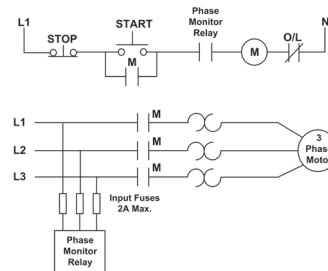 L1
STOP
START
M
Phase
Monitor
Relay
M
O/L
N
L1
M
L2
M
L3
M
Input Fuses
2A Max.
3
Phase
Motor
Phase
Monitor
Relay